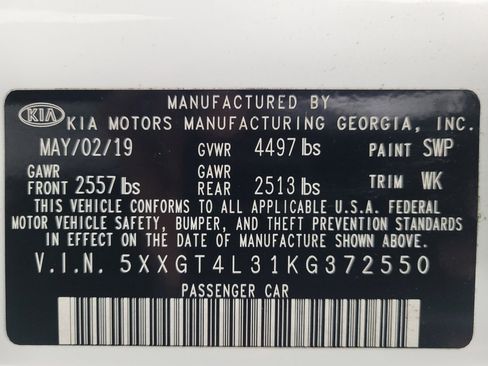 MANUFACTURED BY
KIA KIA MOTORS MANUFACTURING GEORGIA, INC.
MAY/02/19 GVWR 4497 lbs PAINT SWP
GAWR FRONT 2557 lbs GAWR REAR 2513 lbs TRIM WK
THIS VEHICLE CONFORMS TO ALL APPLICABLE U.S.A. FEDERAL
MOTOR VEHICLE SAFETY, BUMPER, AND THEFT PREVENTION STANDARDS
IN EFFECT ON THE DATE OF MANUFACTURE SHOWN ABOVE.
V.I.N. 5XXGT4L31KG372550
PASSENGER CAR